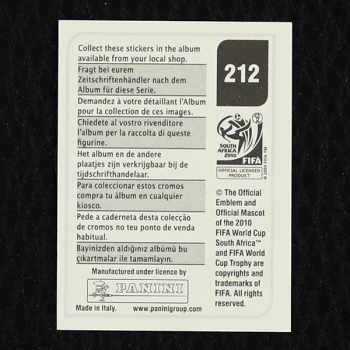 Collect these stickers in the album
available from your local shop.
Fragt bei eurem
Zeitschriftenhändler nach dem
Album für diese Serie.
Demandez à votre détaillant l'Album
pour la collection de ces images.
Chiedete al vostro rivenditore
l'album per la raccolta di queste
figurine.
Het album en de andere
plaatjes zijn verkrijgbaar bij de
tijdschrifthandelaar.
Para coleccionar estos cromos
compra tu álbum en cualquier
kiosco.
Pede a caderneta desta colecção
de cromos no teu ponto de venda
habitual.
Bayinizden aldığınız albümü bu
çıkartmalar ile tamamlayın.
Manufactured under licence by
PANINI
Made in Italy. www.paninigroup.com
212
SOUTH AFRICA
2010
FIFA
OFFICIAL LICENSED
PRODUCT
© The Official
Emblem and
Official Mascot
of the 2010
FIFA World Cup
South Africa™
and FIFA World
Cup Trophy are
copyrights and
trademarks of
FIFA. All rights
reserved.